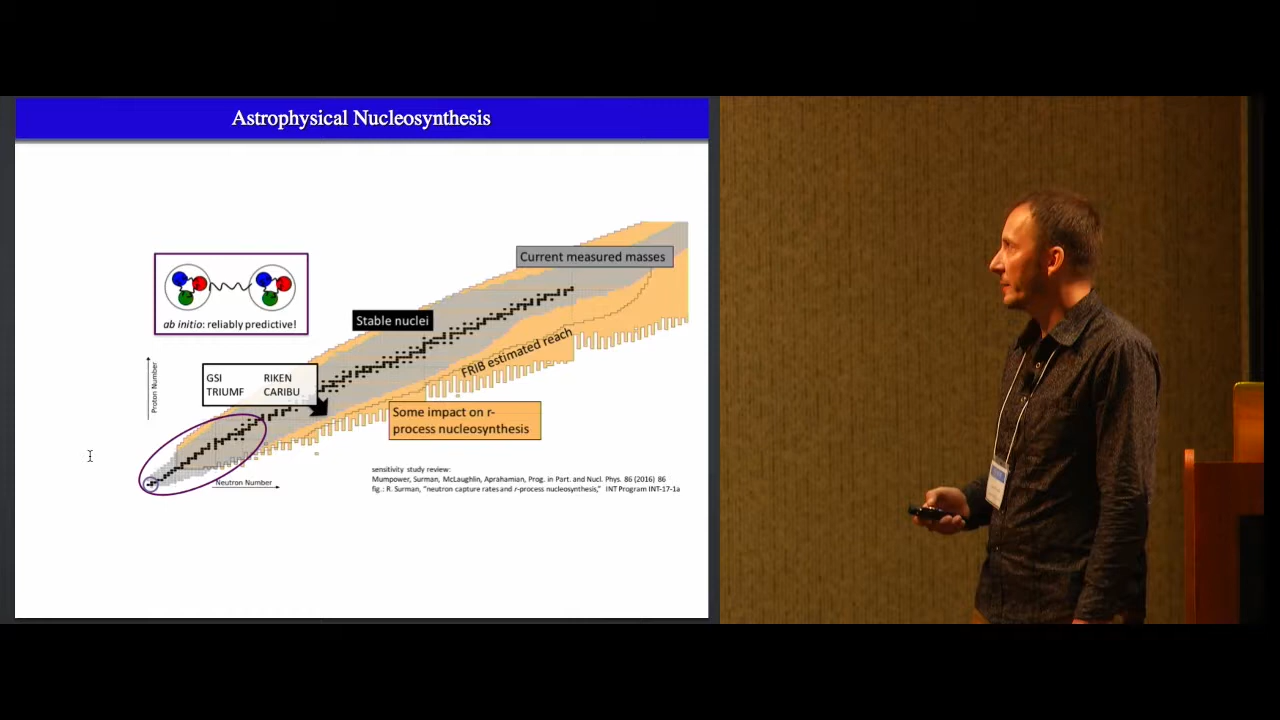 Astrophysical Nucleosynthesis
Current measured masses
ab initio: reliably predictive!
Stable nuclei
FRIB estimated reach
GSI RIKEN
TRIUMF CARIBU
Proton Number
Some impact on r-
process nucleosynthesis
Neutron Number
sensitivity study review:
Mumpower, Surman, McLaughlin, Aprahamian, Prog. in Part. and Nucl. Phys. 86 (2016) 86
fig.: R. Surman, "neutron capture rates and r-process nucleosynthesis," INT Program INT-17-1a